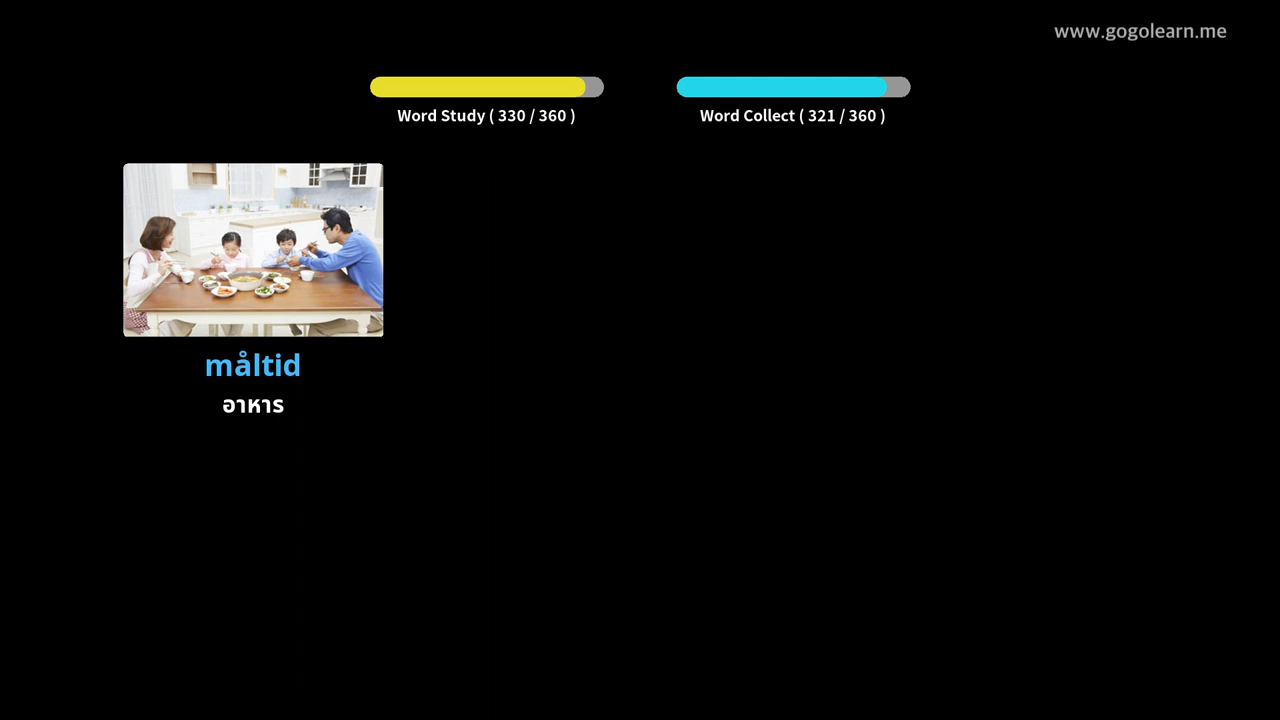 www.gogolearn.me
Word Study ( 330 / 360 )
Word Collect ( 321 / 360 )
måltid
อาหาร